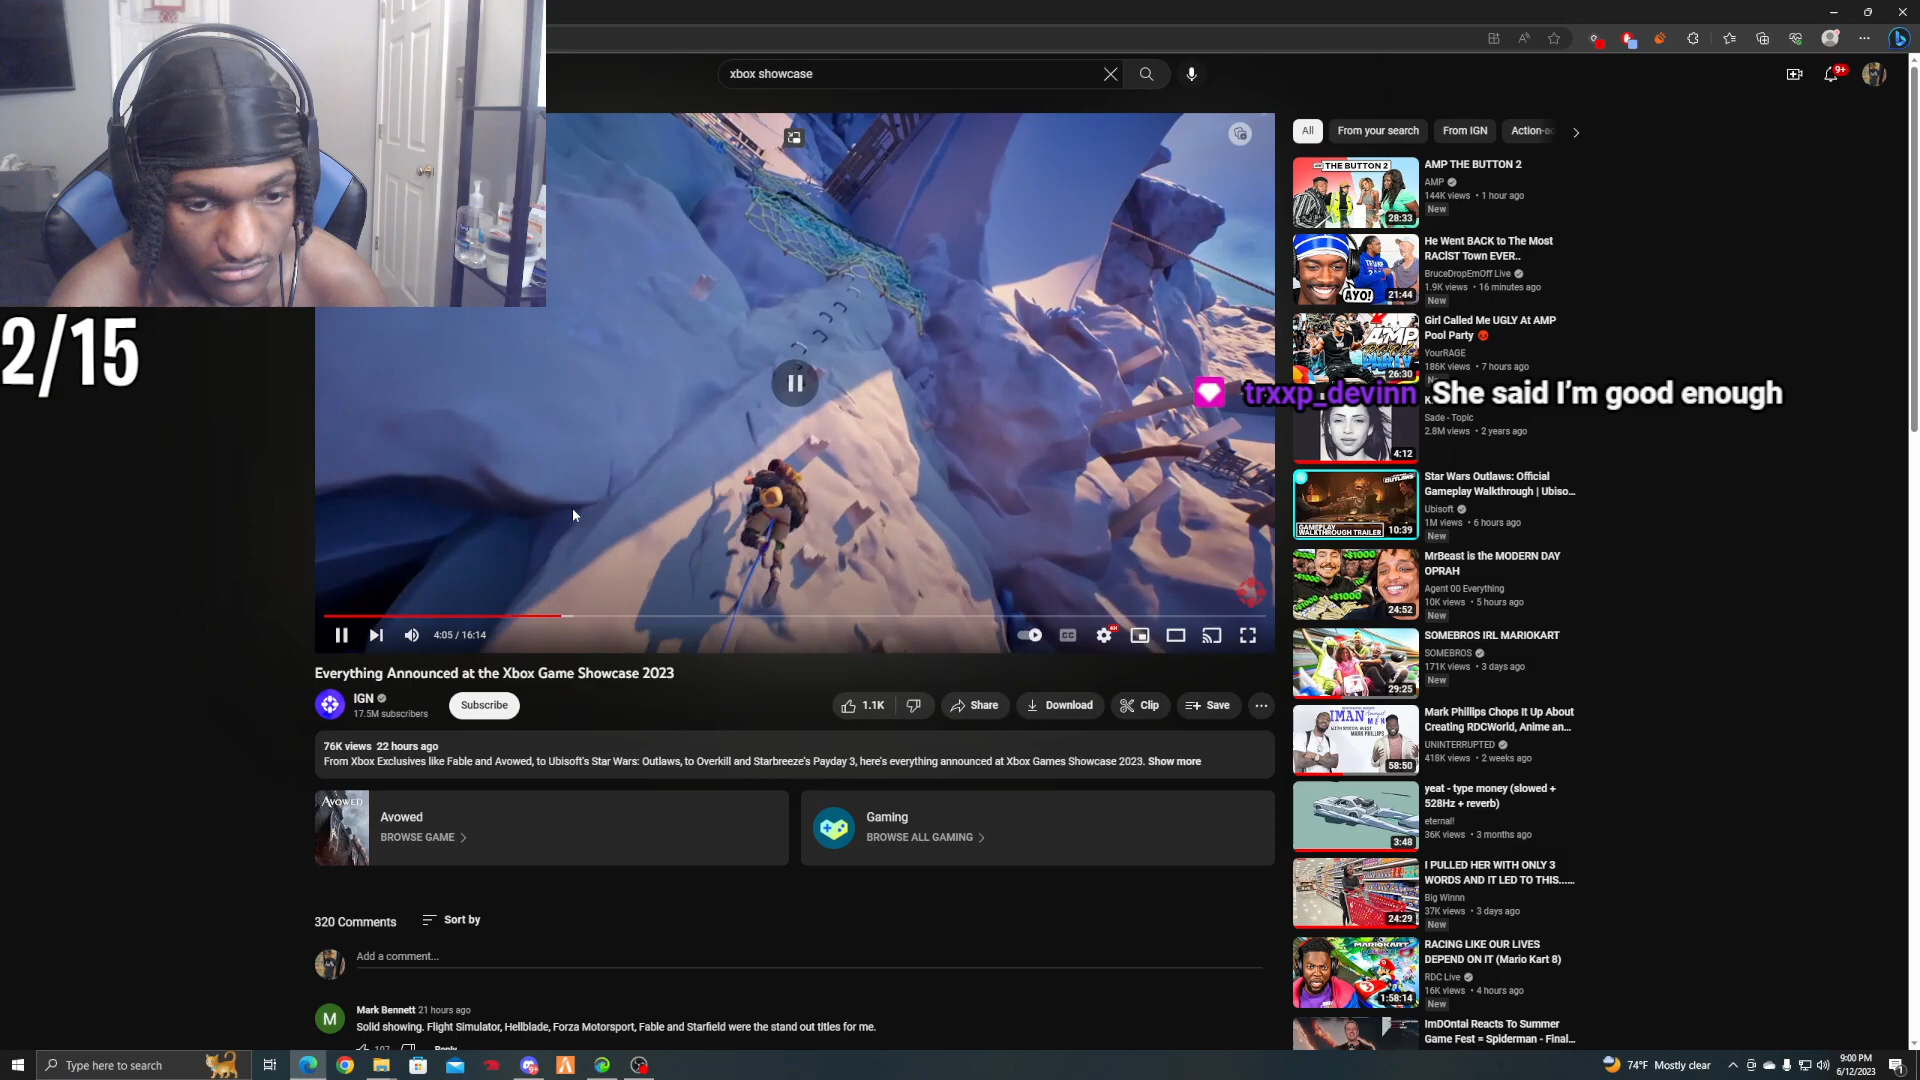 xbox showcase
9+
2/15
4:05 / 16:14
Everything Announced at the Xbox Game Showcase 2023
IGN
17.5M subscribers
Subscribe
1.1K
Share
Download
Clip
Save
76K views 22 hours ago
From Xbox Exclusives like Fable and Avowed, to Ubisoft's Star Wars: Outlaws, to Overkill and Starbreeze's Payday 3, here's everything announced at Xbox Games Showcase 2023. Show more
AVOWED
Avowed
BROWSE GAME
Gaming
BROWSE ALL GAMING
320 Comments
Sort by
Add a comment...
M
Mark Bennett 21 hours ago
Solid showing. Flight Simulator, Hellblade, Forza Motorsport, Fable and Starfield were the stand out titles for me.
107
Reply
All
From your search
From IGN
THE BUTTON 2
28:33
AMP THE BUTTON 2
AMP
144K views • 1 hour ago
New
AYO!
21:44
He Went BACK to The Most
RACIST Town EVER..
BruceDropEmOff Live
1.9K views • 16 minutes ago
New
26:30
Girl Called Me UGLY At AMP
Pool Party
YourRAGE
186K views • 7 hours ago
trxxp_devinn She said I'm good enough
4:12
Sade - Topic
2.8M views • 2 years ago
OUTLAWS
GAMEPLAY
WALKTHROUGH TRAILER
10:39
Star Wars Outlaws: Official
Gameplay Walkthrough | Ubiso...
Ubisoft
1M views • 6 hours ago
New
24:52
MrBeast is the MODERN DAY
OPRAH
Agent 00 Everything
10K views • 5 hours ago
New
29:25
SOMEBROS IRL MARIOKART
SOMEBROS
171K views • 3 days ago
New
58:50
Mark Phillips Chops It Up About
Creating RDCWorld, Anime an...
UNINTERRUPTED
418K views • 2 weeks ago
3:48
yeat - type money (slowed +
528Hz + reverb)
eternal!
36K views • 3 months ago
24:29
I PULLED HER WITH ONLY 3
WORDS AND IT LED TO THIS......
Big Winnn
37K views • 3 days ago
New
1:58:14
RACING LIKE OUR LIVES
DEPEND ON IT (Mario Kart 8)
RDC Live
16K views • 4 hours ago
New
ImDOntai Reacts To Summer
Game Fest = Spiderman - Final...
Type here to search
74°F Mostly clear
9:00 PM
6/12/2023